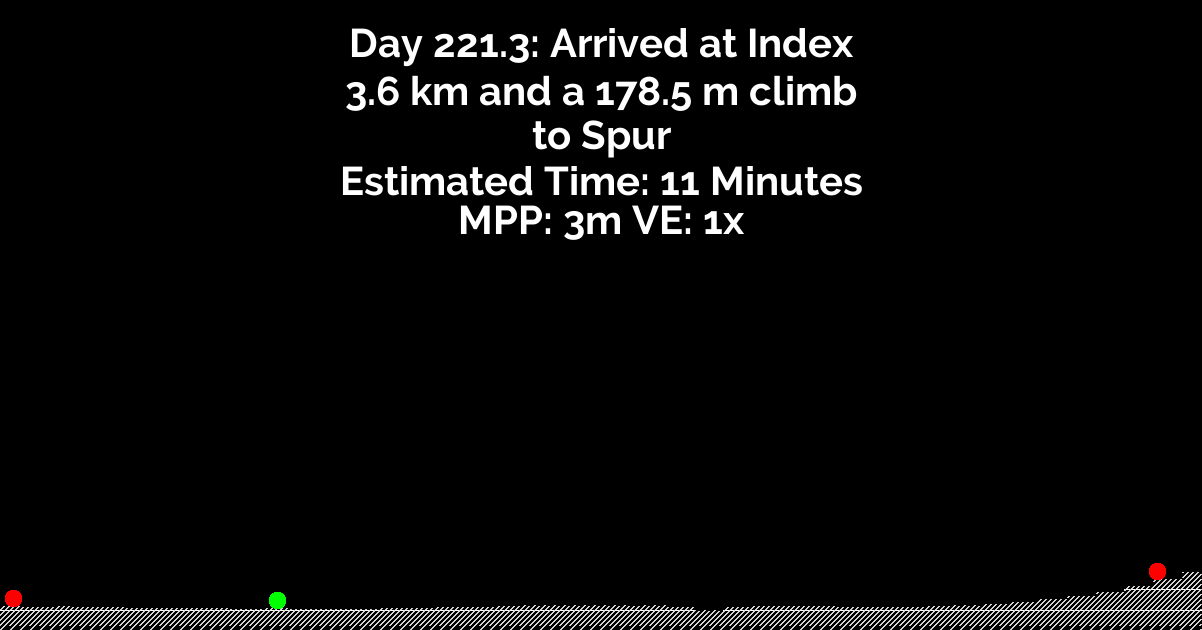 Day 221.3: Arrived at Index
3.6 km and a 178.5 m climb
to Spur
Estimated Time: 11 Minutes
MPP: 3m VE: 1x